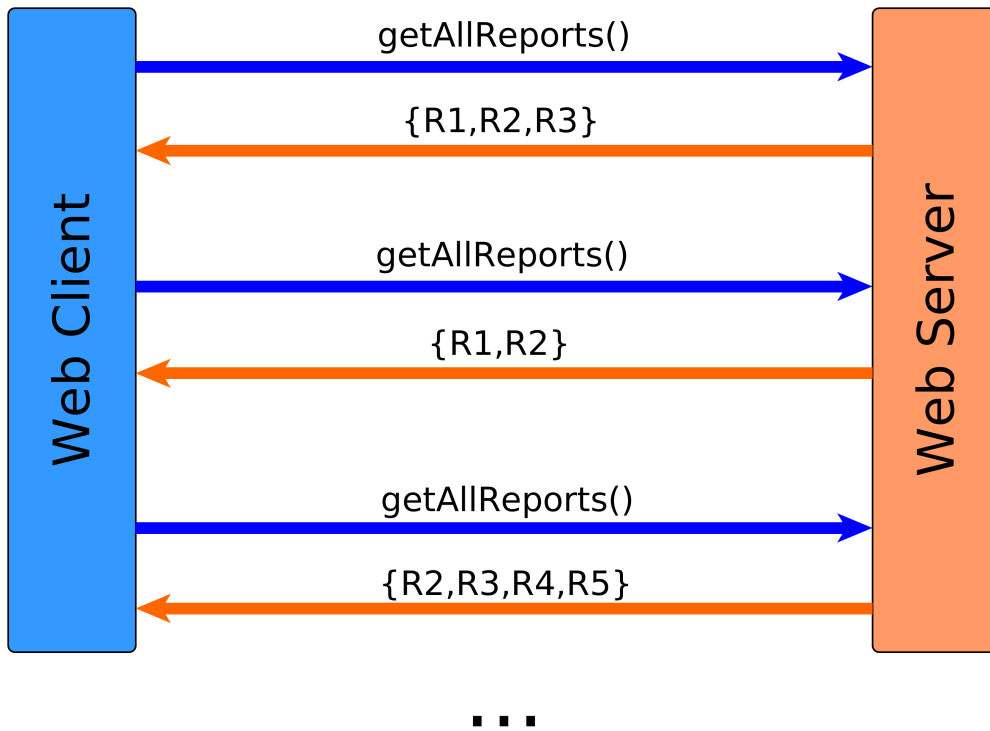 getAllReports()
{R1,R2,R3}
getAllReports()
{R1,R2}
getAllReports()
{R2,R3,R4,R5}
Web Client
Web Server
...